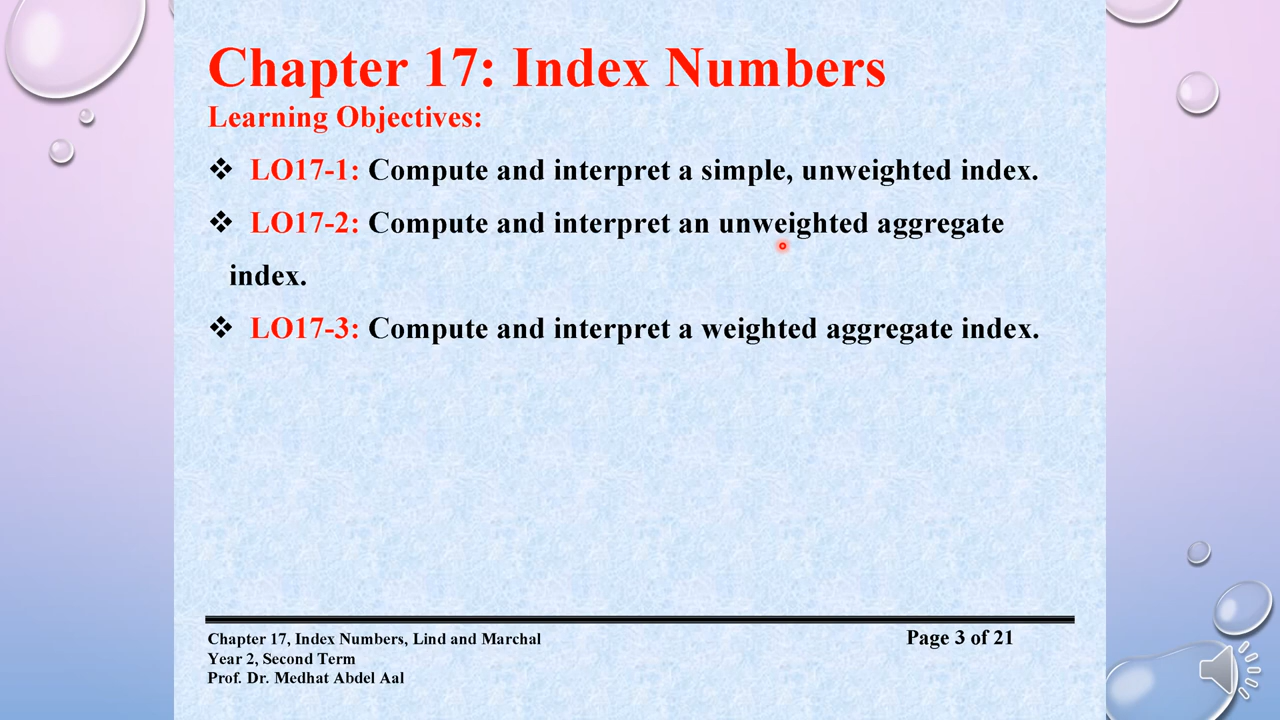 Chapter 17: Index Numbers
Learning Objectives:
❖ LO17-1: Compute and interpret a simple, unweighted index.
❖ LO17-2: Compute and interpret an unweighted aggregate
index.
❖ LO17-3: Compute and interpret a weighted aggregate index.
Chapter 17, Index Numbers, Lind and Marchal
Page 3 of 21
Year 2, Second Term
Prof. Dr. Medhat Abdel Aal